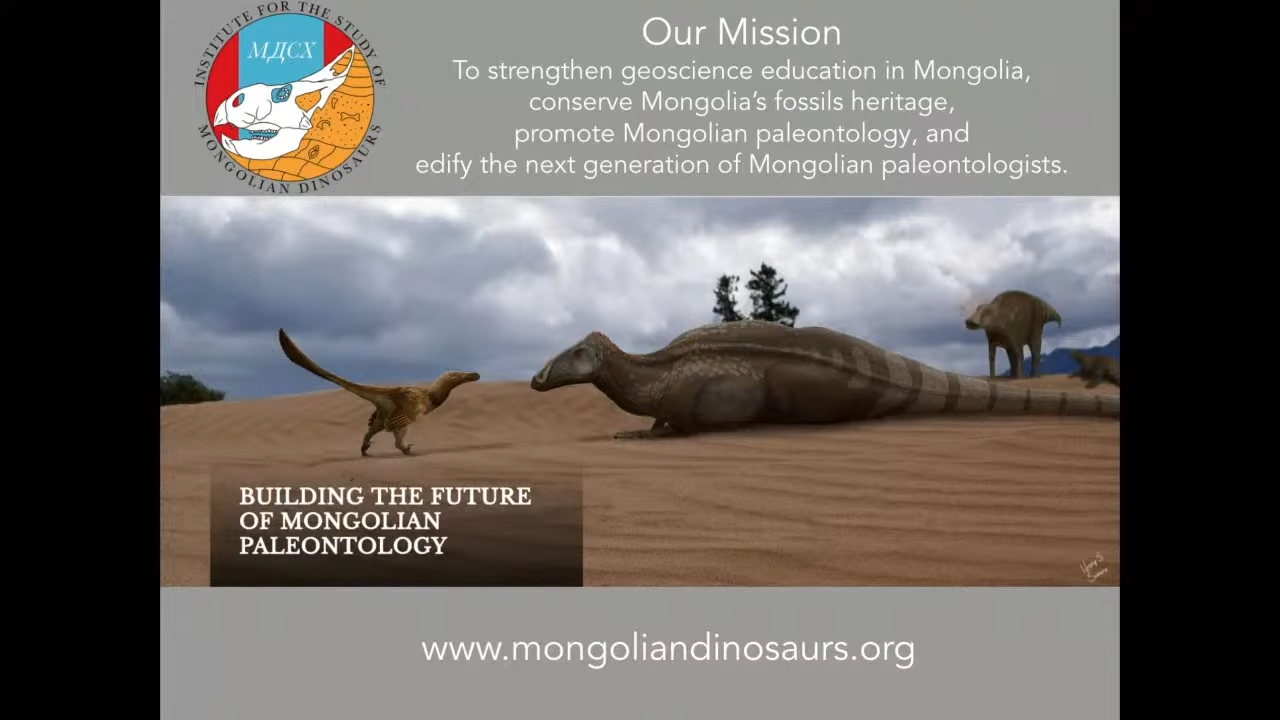 INSTITUTE FOR THE STUDY OF
МДСХ
MONGOLIAN DINOSAURS
Our Mission
To strengthen geoscience education in Mongolia,
conserve Mongolia's fossils heritage,
promote Mongolian paleontology, and
edify the next generation of Mongolian paleontologists.
BUILDING THE FUTURE
OF MONGOLIAN
PALEONTOLOGY
www.mongoliandinosaurs.org